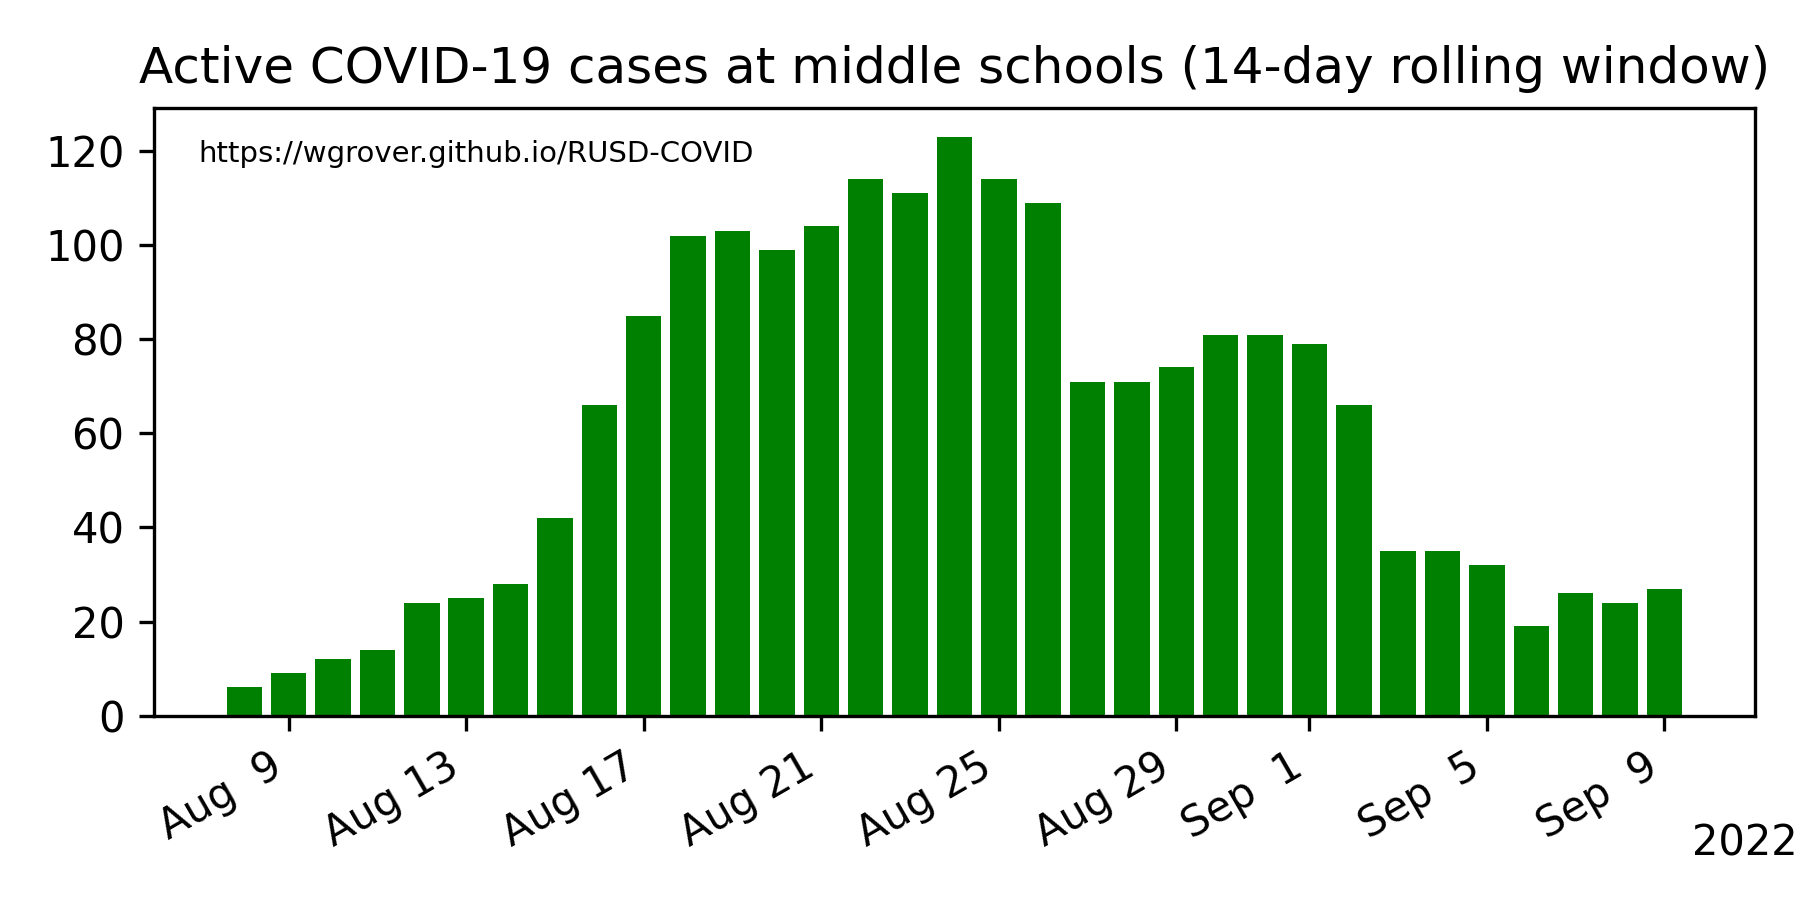 Active COVID-19 cases at middle schools (14-day rolling window)
https://wgrover.github.io/RUSD-COVID
120
100
80
60
40
20
0
Aug 9
Aug 13
Aug 17
Aug 21
Aug 25
Aug 29
Sep 1
Sep 5
Sep 9
2022